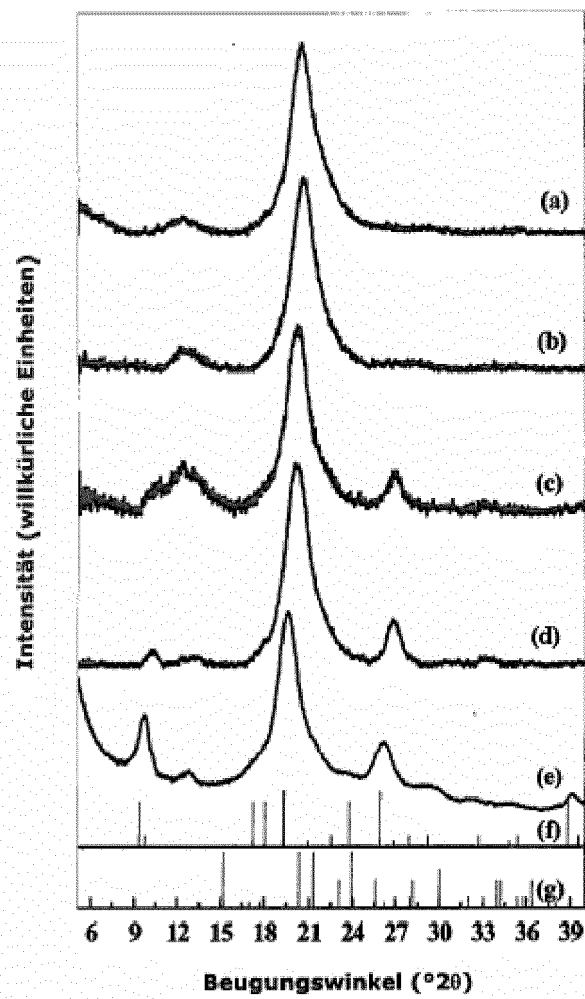 (a)
(b)
(c)
(d)
(e)
(f)
(g)
Intensität (willkürliche Einheiten)
6 9 12 15 18 21 24 27 30 33 36 39
Beugungswinkel (°2θ)